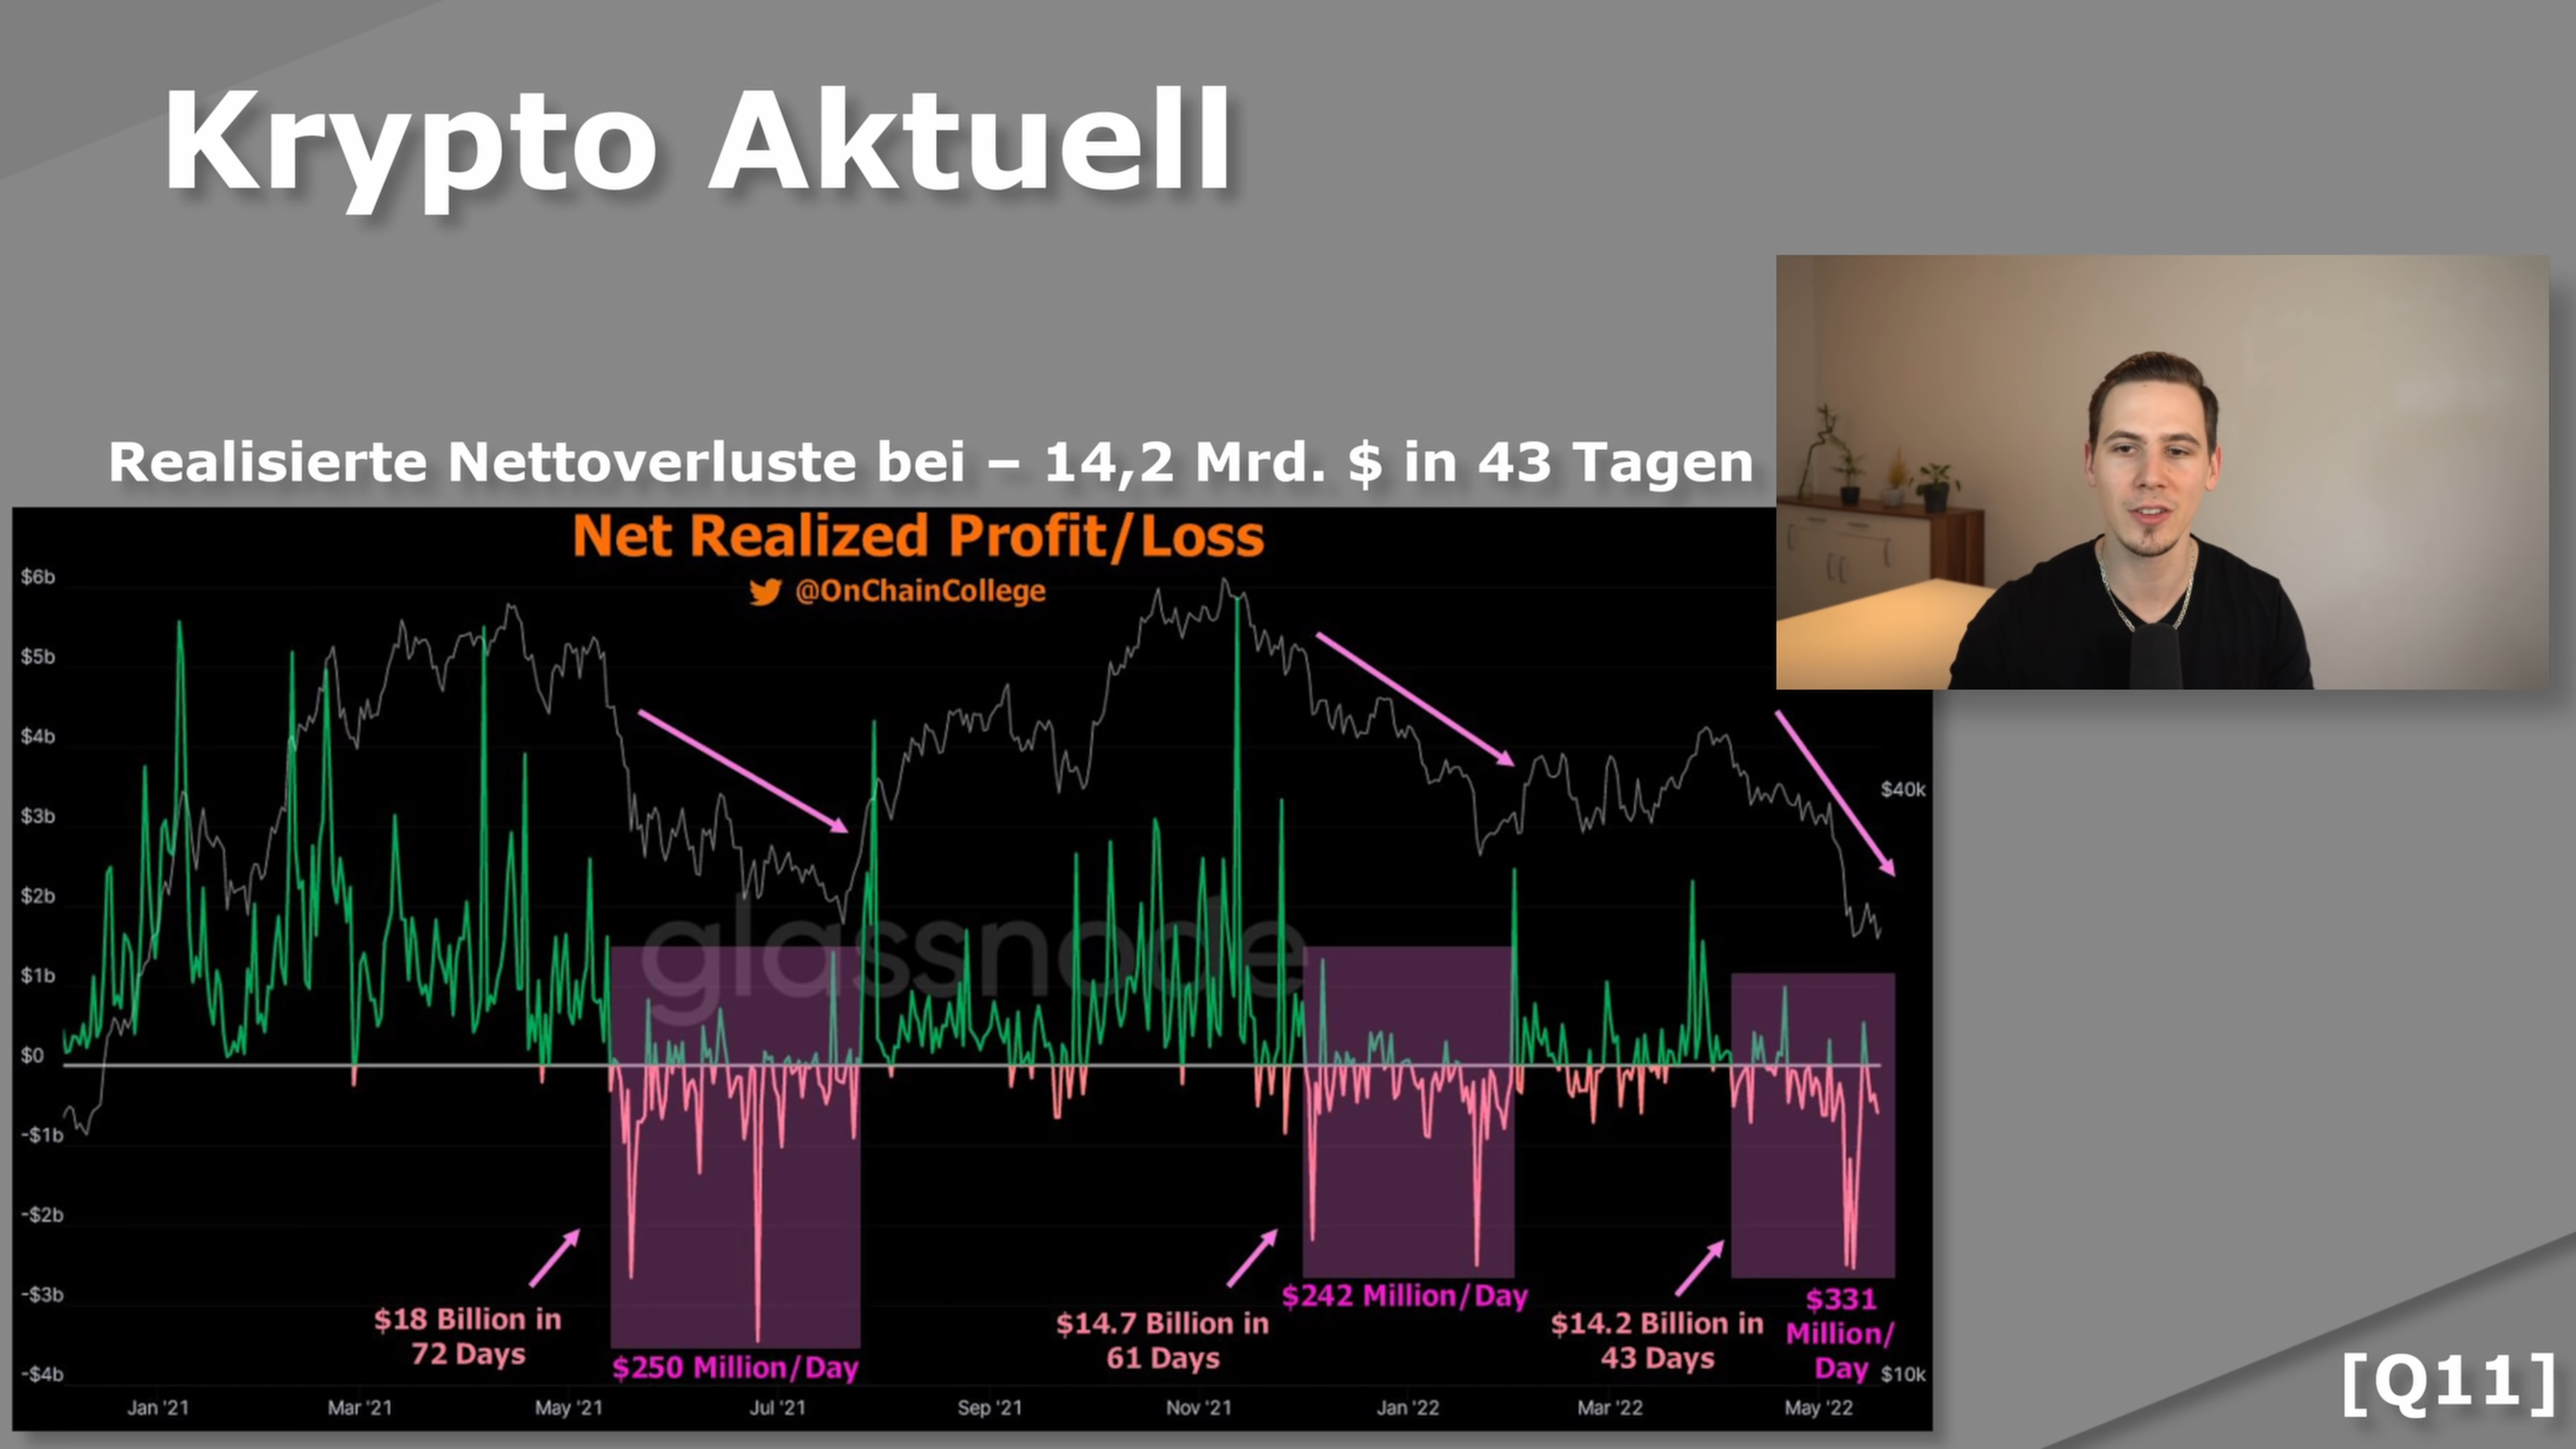 Krypto Aktuell
Realisierte Nettoverluste bei – 14,2 Mrd. $ in 43 Tagen
Net Realized Profit/Loss
@OnChainCollege
$6b
$5b
$4b
$3b
$2b
$1b
$0
-$1b
-$2b
-$3b
-$4b
$40k
$10k
glassnode
$18 Billion in
72 Days
$250 Million/Day
$14.7 Billion in
61 Days
$242 Million/Day
$14.2 Billion in
43 Days
$331
Million/
Day
Jan '21
Mar '21
May '21
Jul '21
Sep '21
Nov '21
Jan '22
Mar '22
May '22
[Q11]